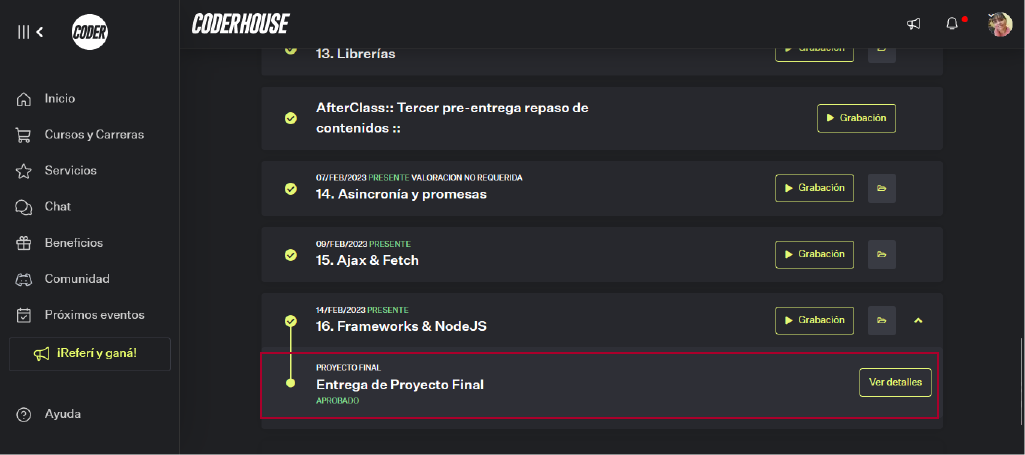 CODER
CODERHOUSE
Inicio
Cursos y Carreras
Servicios
Chat
Beneficios
Comunidad
Próximos eventos
¡Referí y ganá!
Ayuda
13. Librerías
Grabación
AfterClass:: Tercer pre-entrega repaso de
contenidos ::
Grabación
07/FEB/2023 PRESENTE VALORACION NO REQUERIDA
14. Asincronía y promesas
Grabación
09/FEB/2023 PRESENTE
15. Ajax & Fetch
Grabación
14/FEB/2023 PRESENTE
16. Frameworks & NodeJS
Grabación
PROYECTO FINAL
Entrega de Proyecto Final
APROBADO
Ver detalles